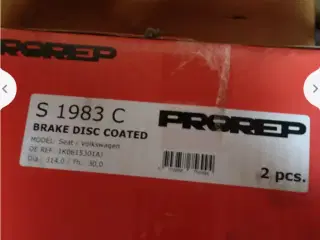 PROREP
S 1983 C
BRAKE DISC COATED
MODEL: Seat - Volkswagen
OE REF: 1K0615301AJ
Dia.: 314.0 Th.: 30.0
PROREP
2 pcs.